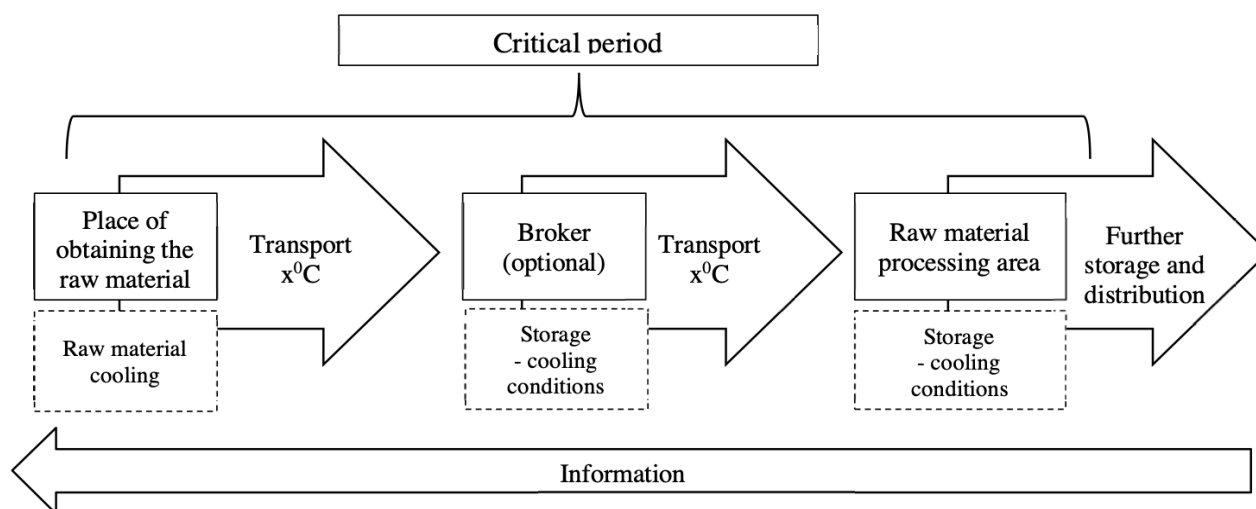 Critical period
Place of
obtaining the
raw material
Transport
x⁰C
Broker
(optional)
Transport
x⁰C
Raw material
processing area
Further
storage and
distribution
Raw material
cooling
Storage
- cooling
conditions
Storage
- cooling
conditions
Information